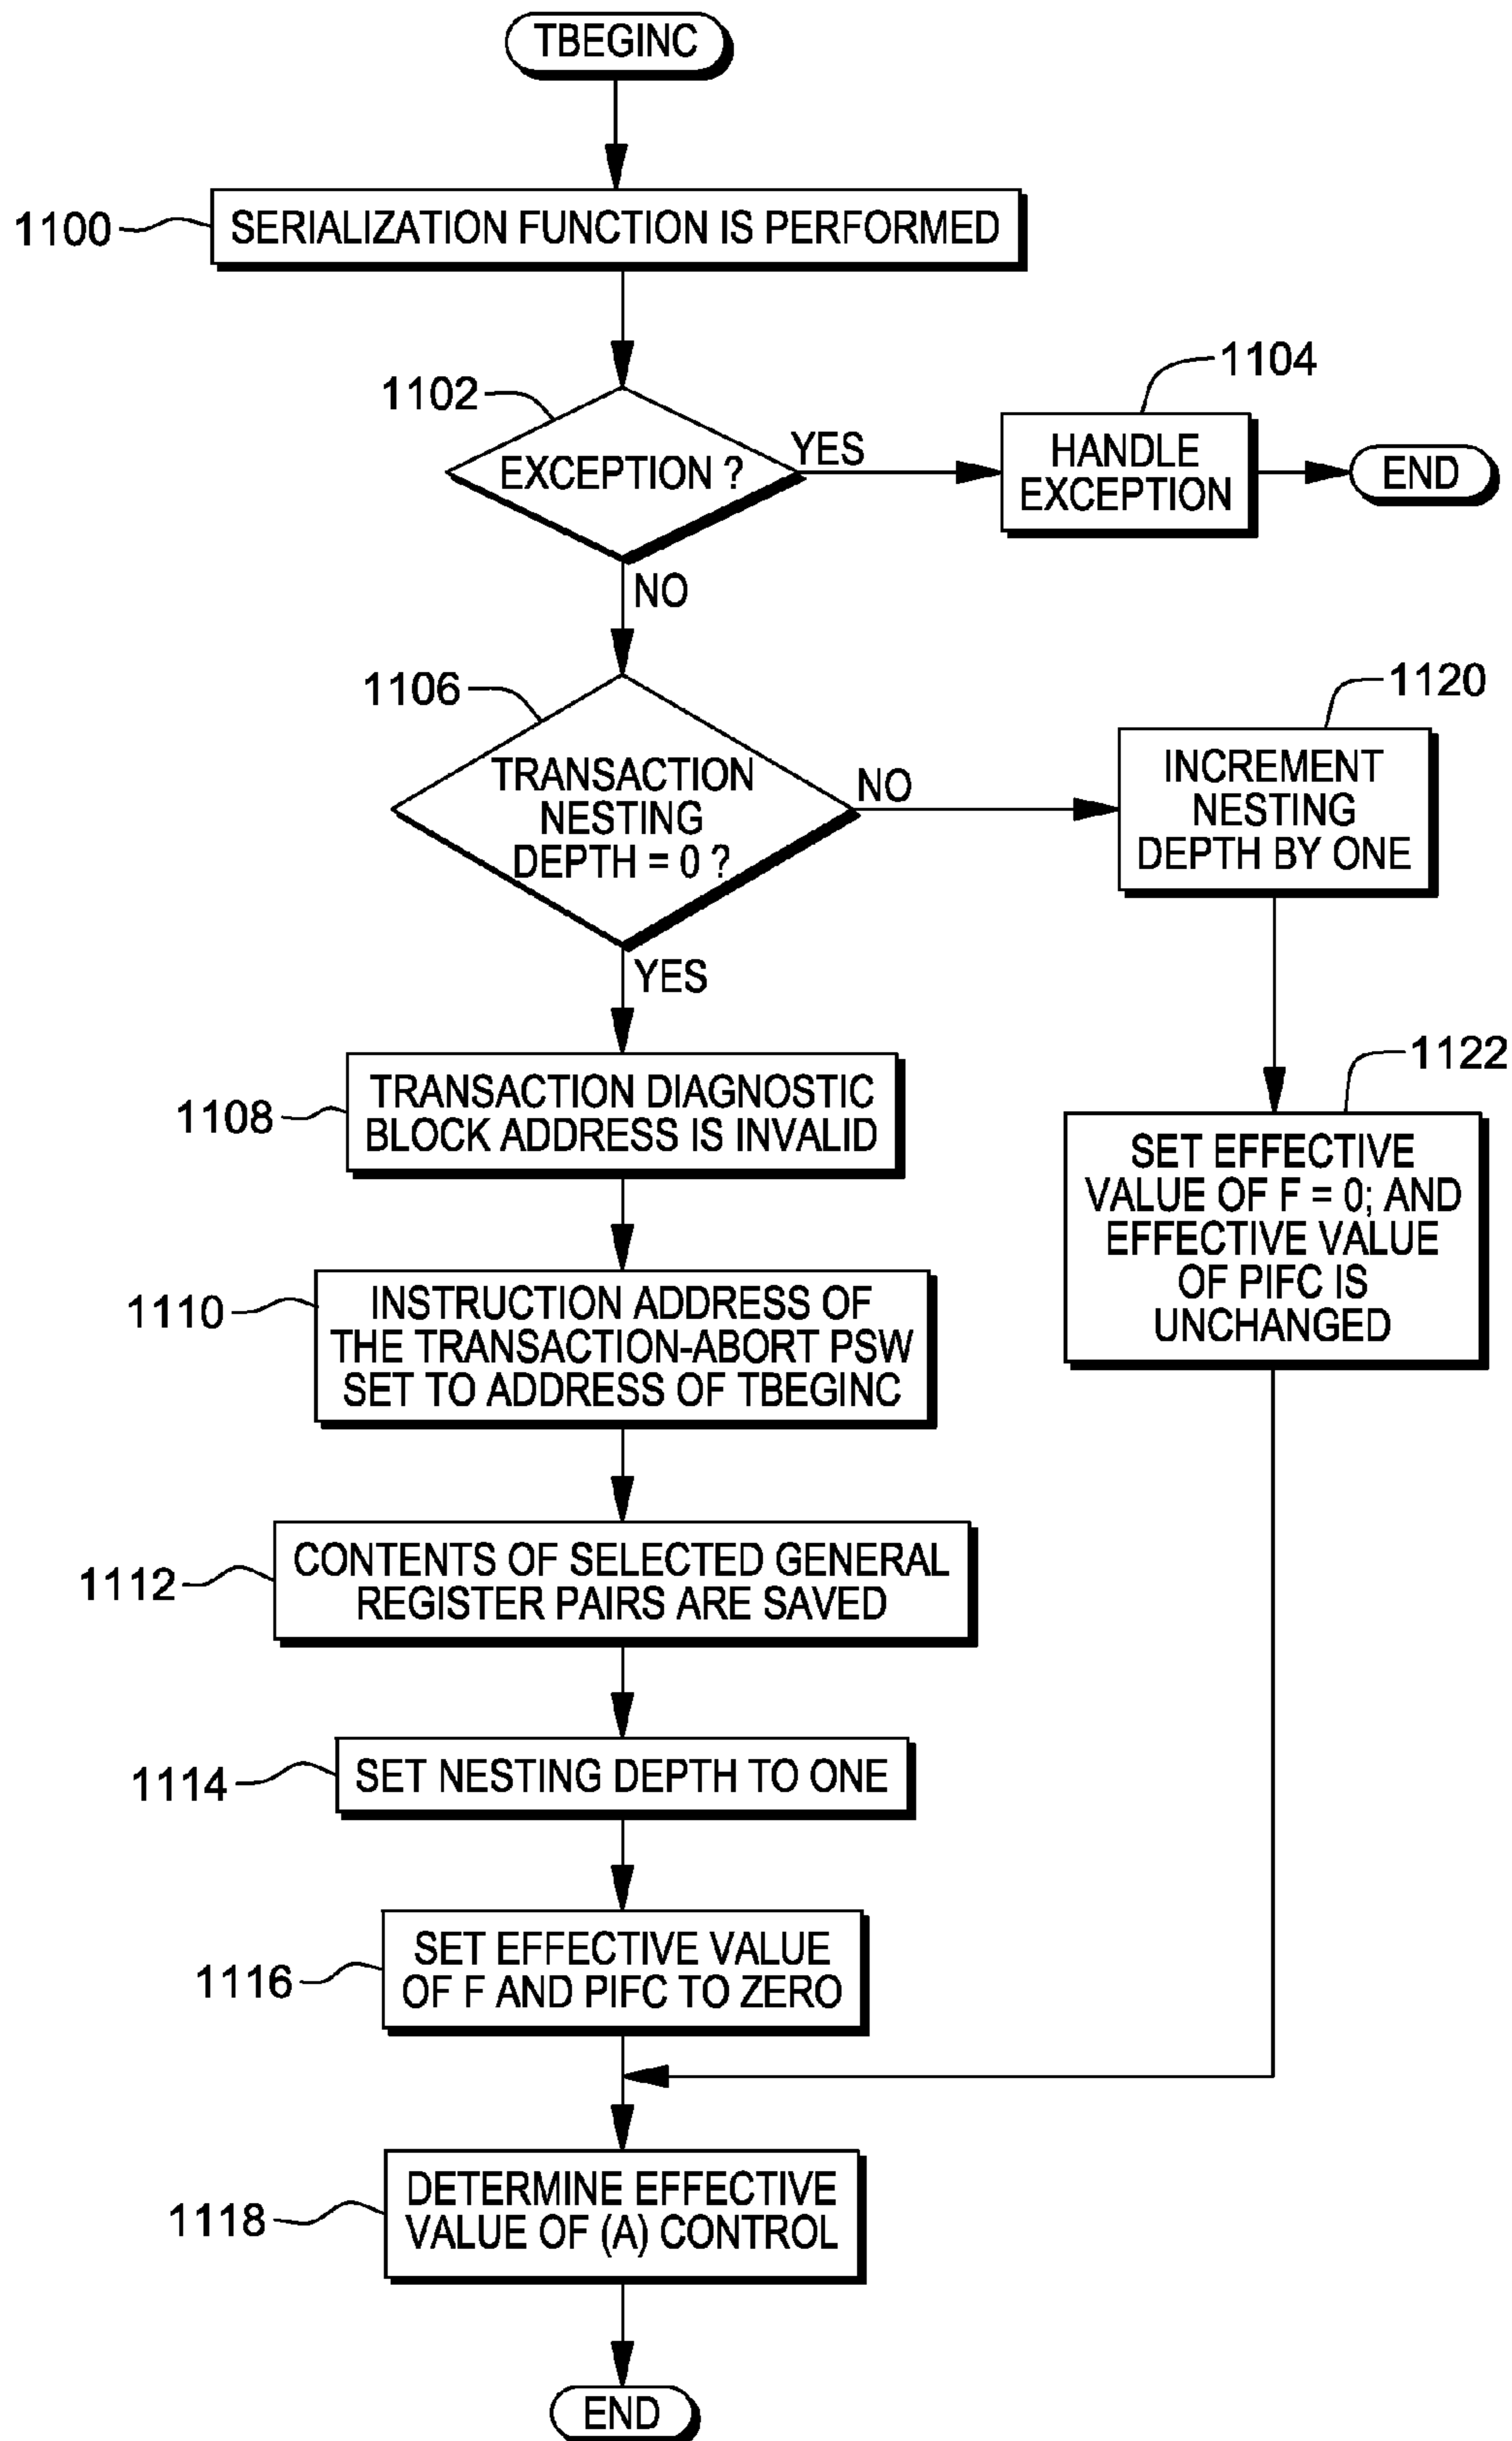 TBEGINC
1100
SERIALIZATION FUNCTION IS PERFORMED
1102
EXCEPTION ?
YES
1104
HANDLE
EXCEPTION
END
NO
1106
TRANSACTION
NESTING
DEPTH = 0 ?
NO
1120
INCREMENT
NESTING
DEPTH BY ONE
YES
1108
TRANSACTION DIAGNOSTIC
BLOCK ADDRESS IS INVALID
1122
SET EFFECTIVE
VALUE OF F = 0; AND
EFFECTIVE VALUE
OF PIFC IS
UNCHANGED
1110
INSTRUCTION ADDRESS OF
THE TRANSACTION-ABORT PSW
SET TO ADDRESS OF TBEGINC
1112
CONTENTS OF SELECTED GENERAL
REGISTER PAIRS ARE SAVED
1114
SET NESTING DEPTH TO ONE
1116
SET EFFECTIVE VALUE
OF F AND PIFC TO ZERO
1118
DETERMINE EFFECTIVE
VALUE OF (A) CONTROL
END